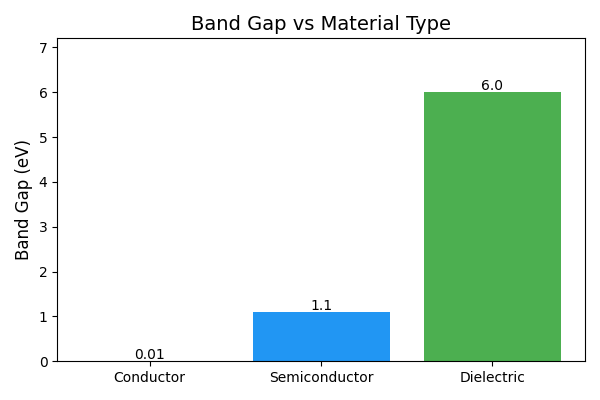 Band Gap vs Material Type
Band Gap (eV)
7
6
5
4
3
2
1
0
0.01
1.1
6.0
Conductor
Semiconductor
Dielectric